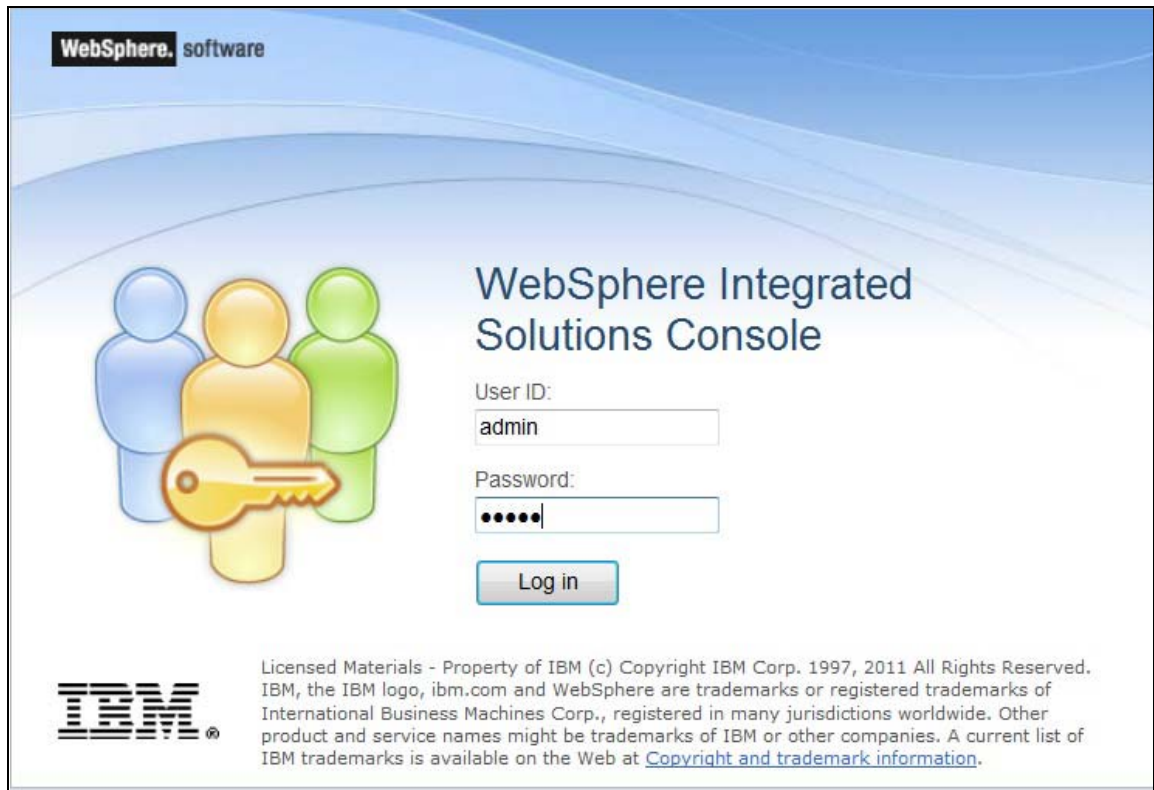 WebSphere. software
WebSphere Integrated
Solutions Console
User ID:
admin
Password:
●●●●●
Log in
Licensed Materials - Property of IBM (c) Copyright IBM Corp. 1997, 2011 All Rights Reserved.
IBM, the IBM logo, ibm.com and WebSphere are trademarks or registered trademarks of
International Business Machines Corp., registered in many jurisdictions worldwide. Other
product and service names might be trademarks of IBM or other companies. A current list of
IBM trademarks is available on the Web at Copyright and trademark information.
IBM®